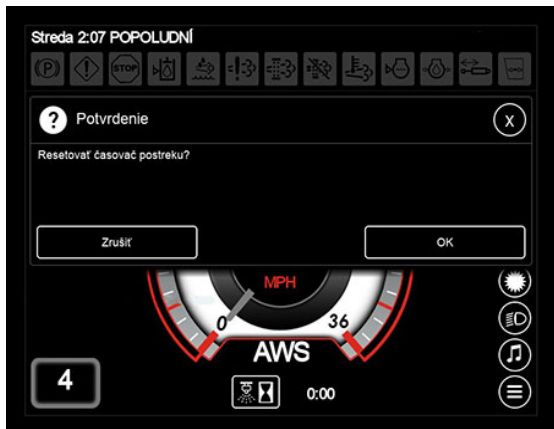 Streda 2:07 POPOLUDNÍ
(P) STOP
? Potvrdenie X
Resetovať časovač postreku?
Zrušiť OK
MPH
0 36
AWS
4 0:00